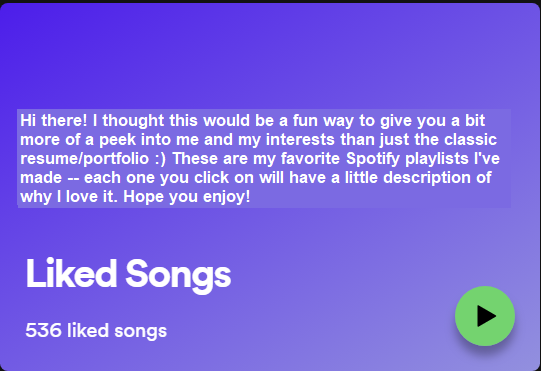 Hi there! I thought this would be a fun way to give you a bit
more of a peek into me and my interests than just the classic
resume/portfolio :) These are my favorite Spotify playlists I've
made -- each one you click on will have a little description of
why I love it. Hope you enjoy!
Liked Songs
536 liked songs